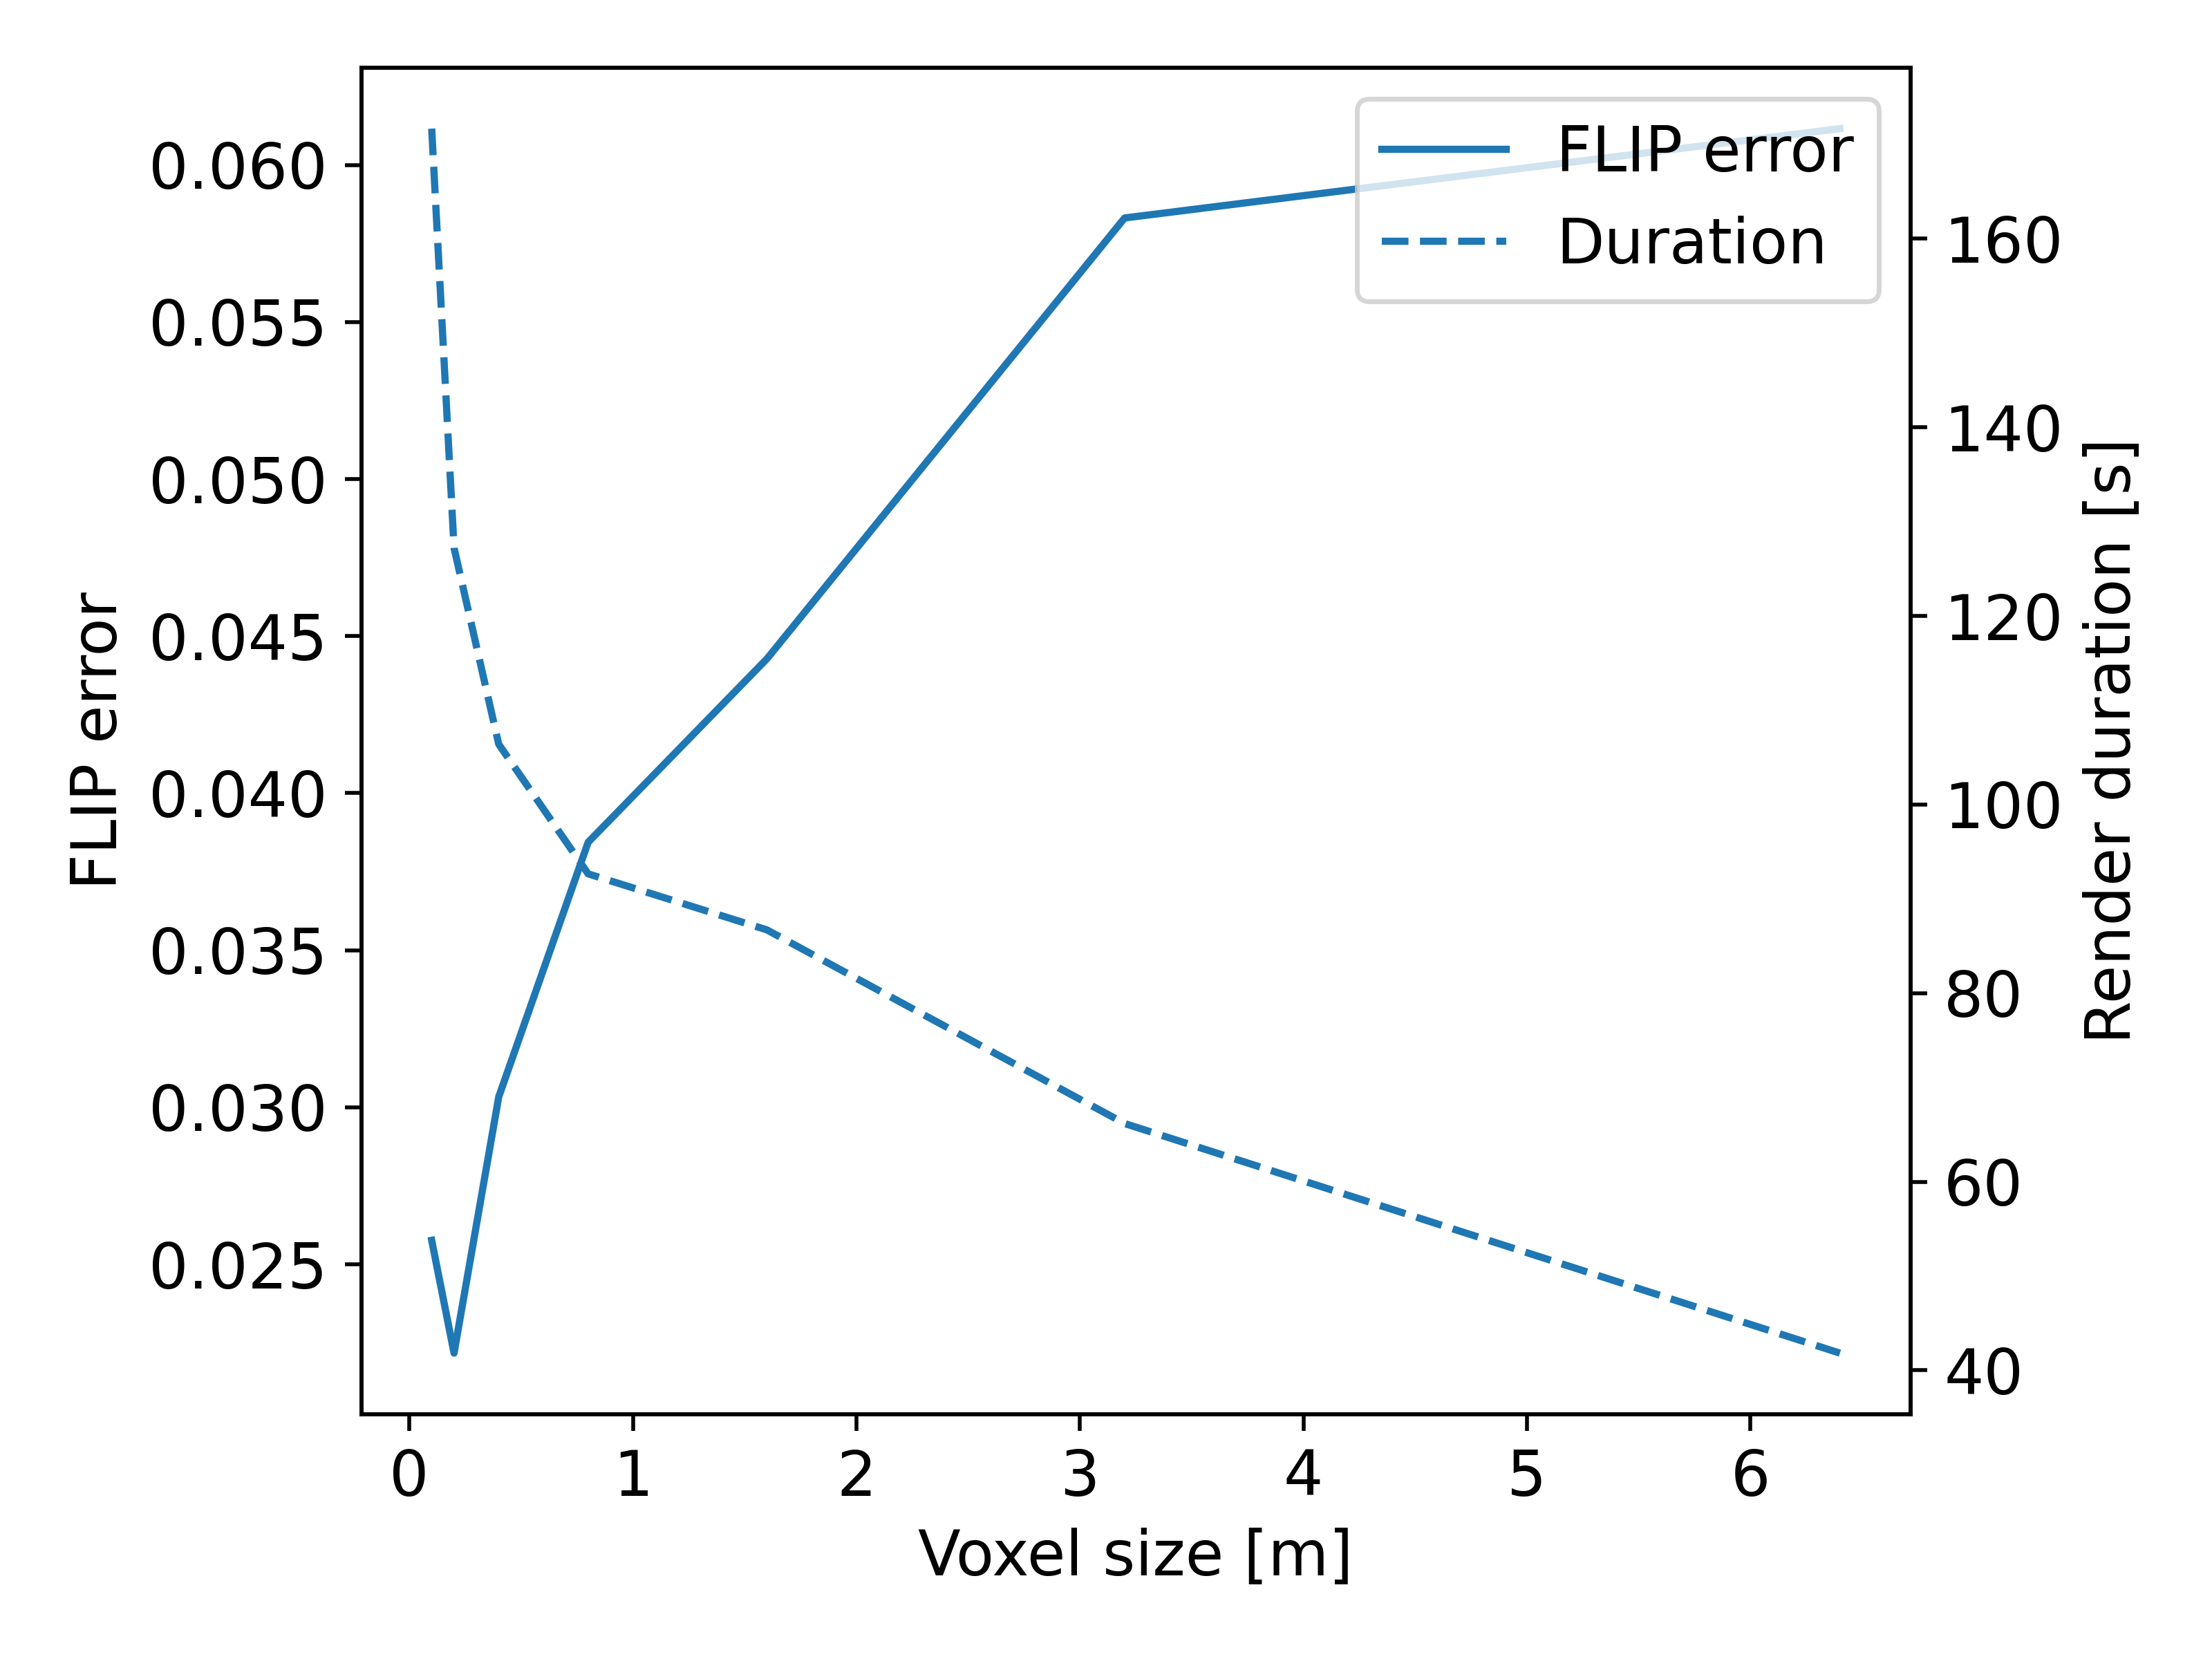 FLIP error
Duration
0.060
0.055
0.050
0.045
0.040
0.035
0.030
0.025
FLIP error
160
140
120
100
80
60
40
Render duration [s]
0 1 2 3 4 5 6
Voxel size [m]